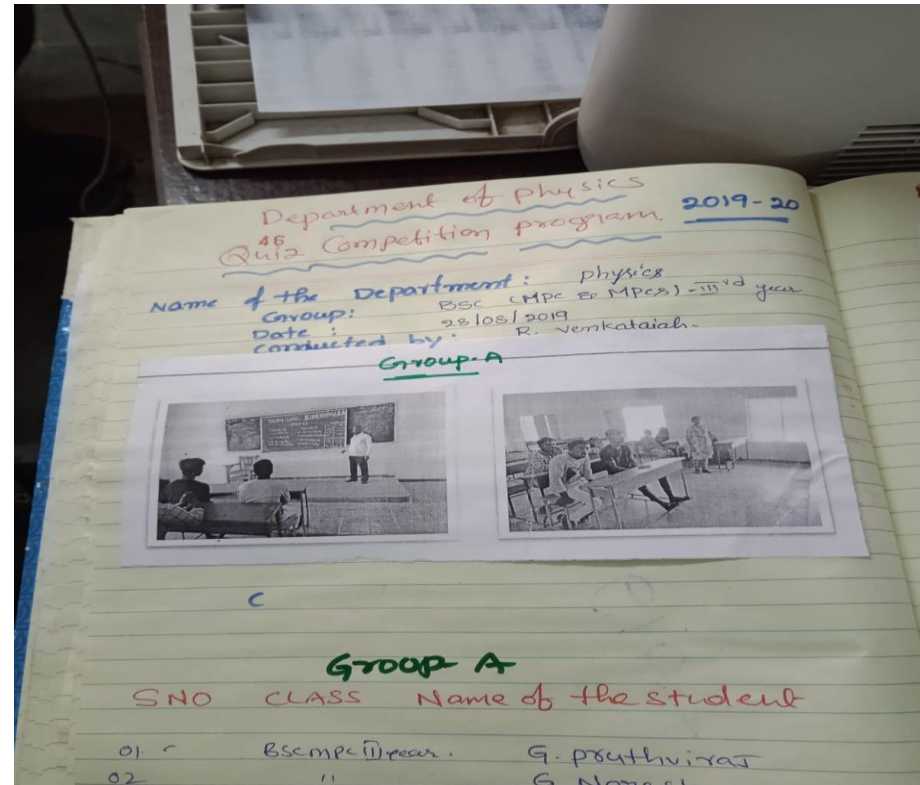 Department of physics
2019-20
46
Quiz Competition program
Name of the Department: physics
Group: BSC (MPC & MPCS) - IIIrd year
Date: 28/08/2019
Conducted by: R. Venkataiah.
Group-A
C
Group A
SNO CLASS Name of the student
01. BSCMPC III year. G. pruthviraj
02 " G